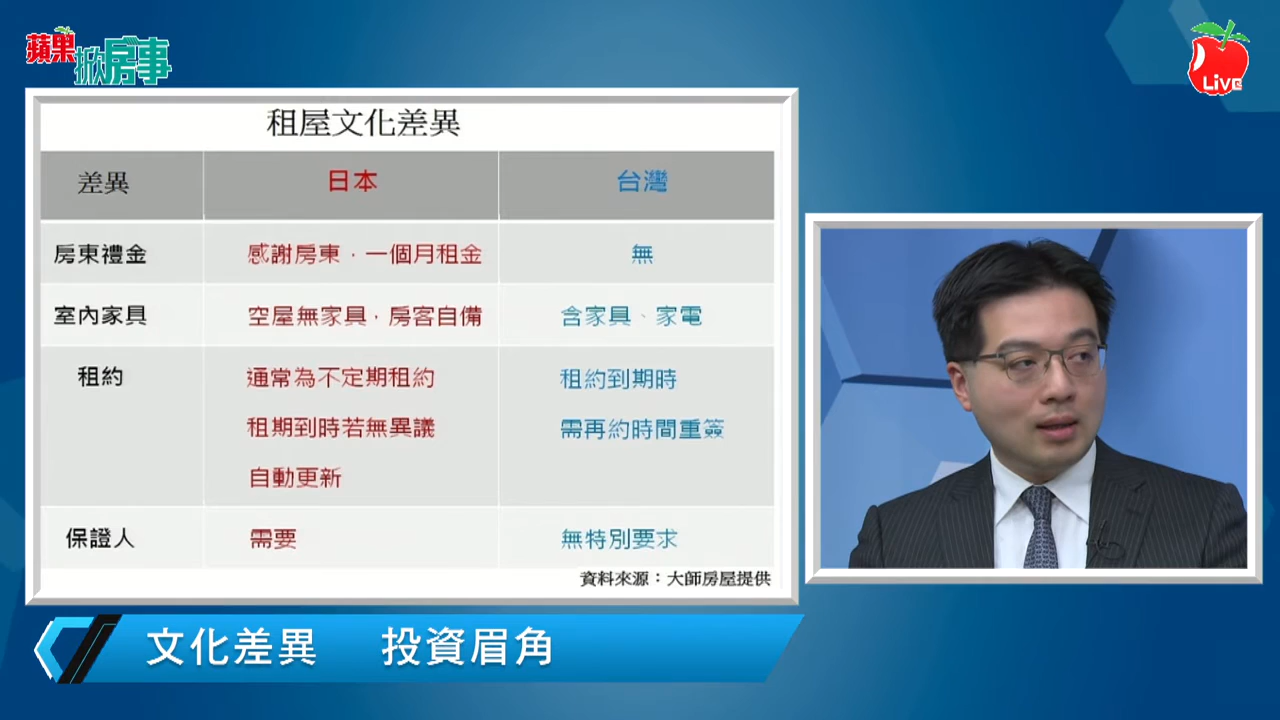 蘋果
掀房事
Live
租屋文化差異
差異 日本 台灣
房東禮金 感謝房東，一個月租金 無
室內家具 空屋無家具，房客自備 含家具、家電
租約 通常為不定期租約 租約到期時
租期到時若無異議 需再約時間重簽
自動更新
保證人 需要 無特別要求
資料來源：大師房屋提供
文化差異 投資眉角